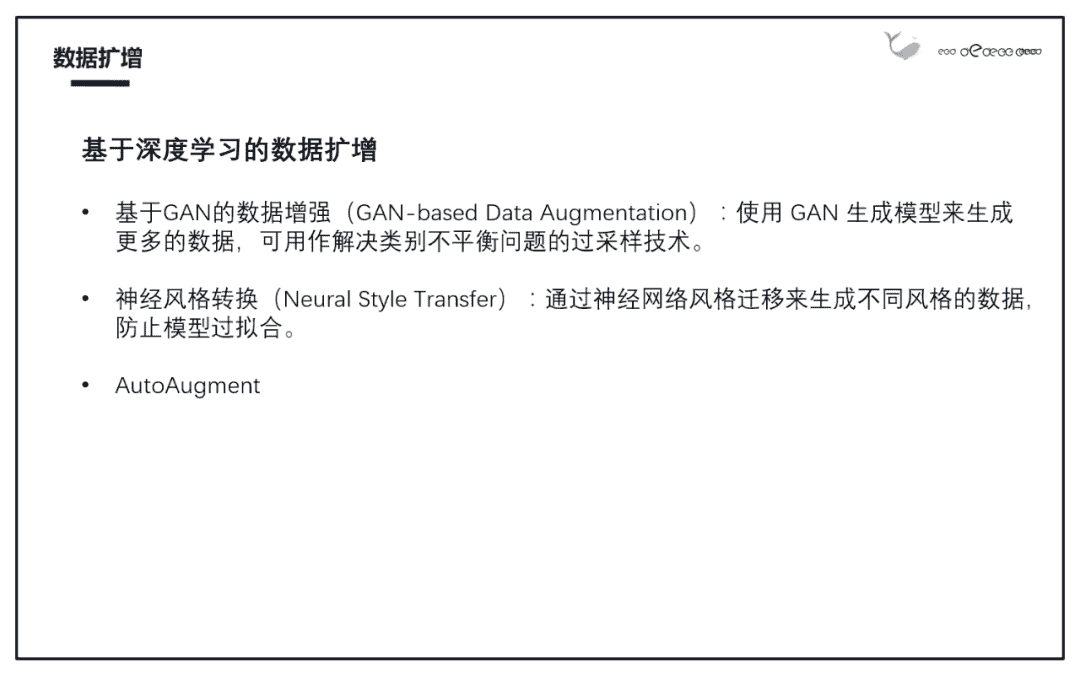 数据扩增
基于深度学习的数据扩增
• 基于GAN的数据增强（GAN-based Data Augmentation）：使用 GAN 生成模型来生成
更多的数据，可用作解决类别不平衡问题的过采样技术。
• 神经风格转换（Neural Style Transfer）：通过神经网络风格迁移来生成不同风格的数据，
防止模型过拟合。
• AutoAugment